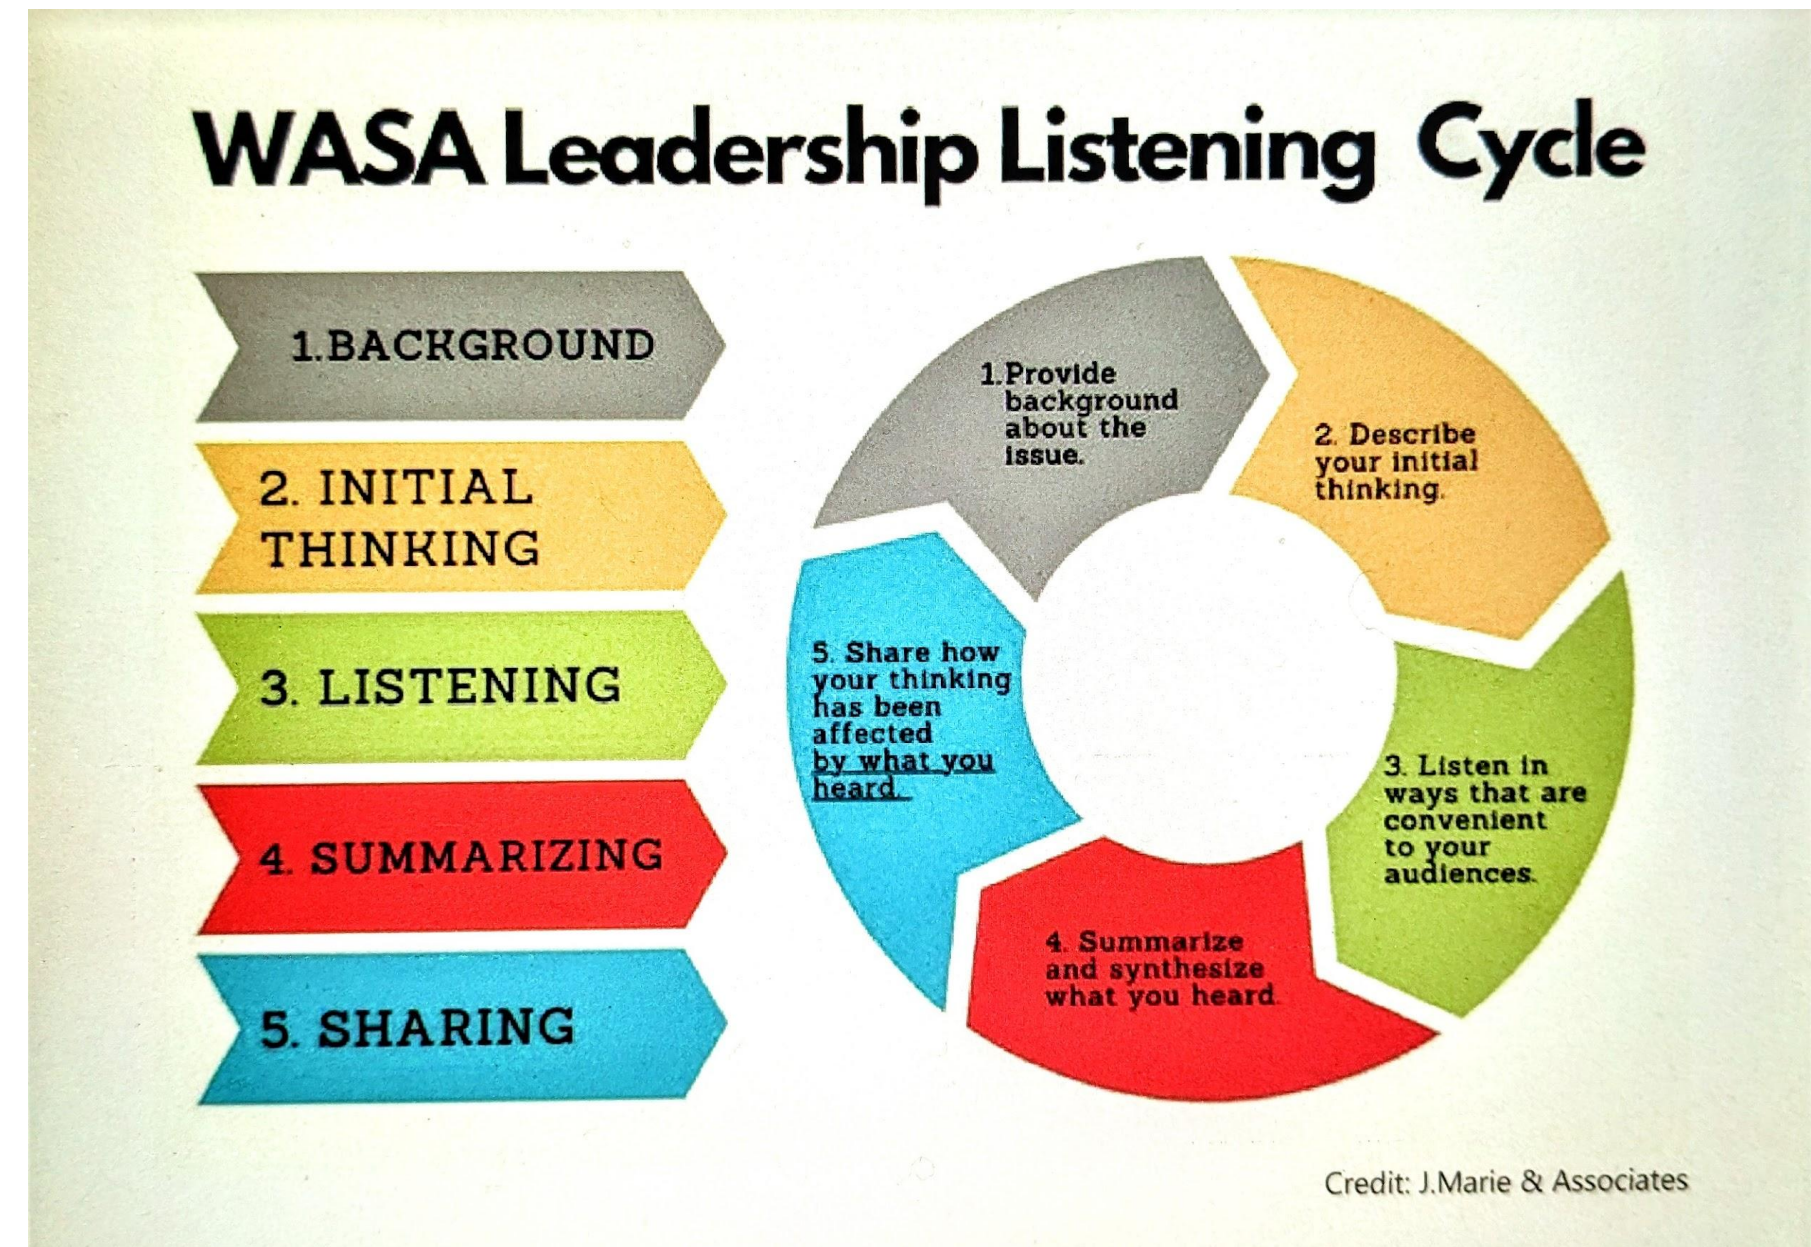 WASA Leadership Listening Cycle
1.BACKGROUND
2. INITIAL
THINKING
3. LISTENING
4. SUMMARIZING
5. SHARING
1.Provide
background
about the
issue.
2. Describe
your initial
thinking.
3. Listen in
ways that are
convenient
to your
audiences.
4. Summarize
and synthesize
what you heard.
5. Share how
your thinking
has been
affected
by what you
heard.
Credit: J.Marie & Associates